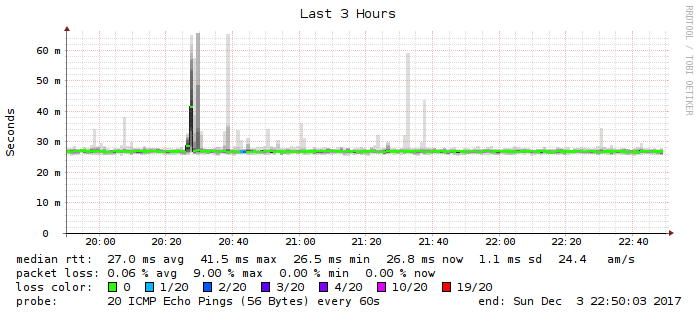 Last 3 Hours
RRDTOOL / TOBI OETIKER
Seconds
60 m
50 m
40 m
30 m
20 m
10 m
0
20:00 20:20 20:40 21:00 21:20 21:40 22:00 22:20 22:40
median rtt: 27.0 ms avg 41.5 ms max 26.5 ms min 26.8 ms now 1.1 ms sd 24.4 am/s
packet loss: 0.06 % avg 9.00 % max 0.00 % min 0.00 % now
loss color: 0 1/20 2/20 3/20 4/20 10/20 19/20
probe: 20 ICMP Echo Pings (56 Bytes) every 60s end: Sun Dec 3 22:50:03 2017